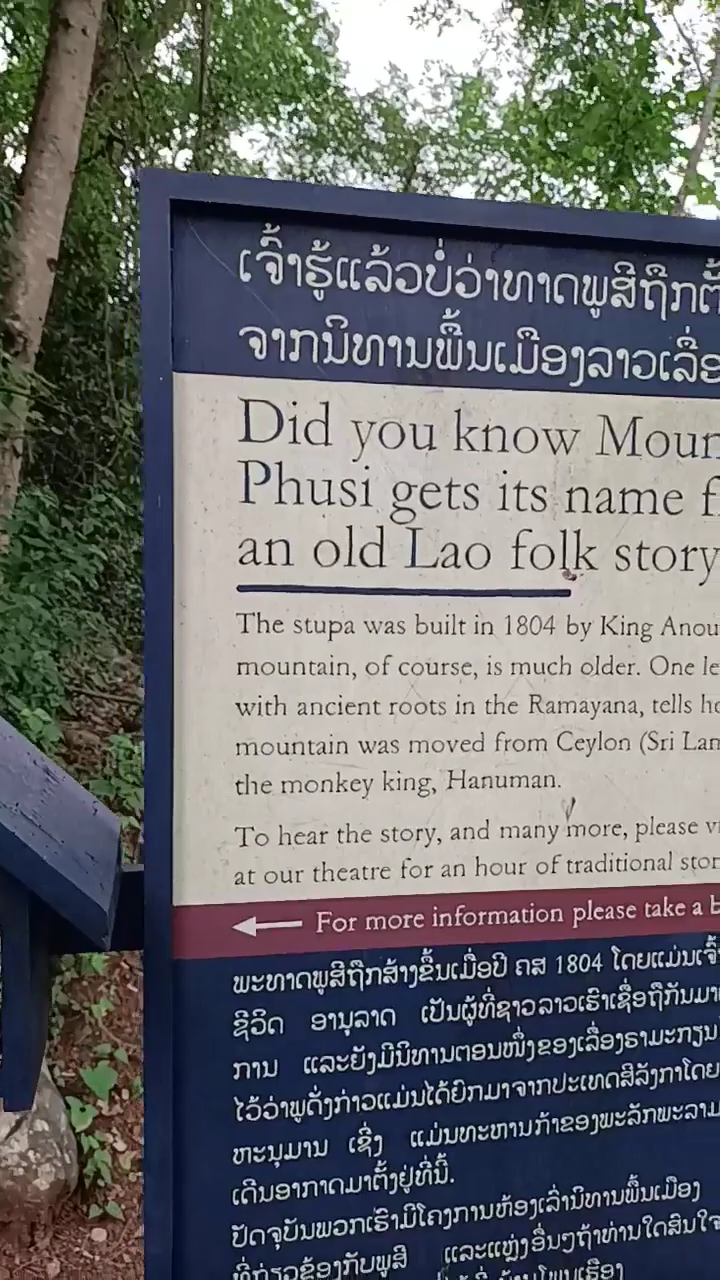 ເຈົ້າຮູ້ແລ້ວບໍ່ວ່າທາດພູສີຖືກຕັ້
ຈາກນິທານພື້ນເມືອງລາວເລື່ອ
Did you know Moun
Phusi gets its name f
an old Lao folk story
The stupa was built in 1804 by King Anou
mountain, of course, is much older. One le
with ancient roots in the Ramayana, tells ho
mountain was moved from Ceylon (Sri Lan
the monkey king, Hanuman.
To hear the story, and many more, please vi
at our theatre for an hour of traditional stor
For more information please take a b
ພະທາດພູສີຖືກສ້າງຂື້ນເມື່ອປີ ຄສ 1804 ໂດຍແມ່ນເຈົ້
ຊີວິດ ອານຸລາດ ເປັນຜູ້ທີ່ຊາວລາວເຮົາເຊື່ອຖືກັນມາ
ການ ແລະຍັງມີນິທານຕອນໜຶ່ງຂອງເລື່ອງຣາມະກຽນ
ໄວ້ວ່າພູດັ່ງກ່າວແມ່ນໄດ້ຍົກມາຈາກປະເທດສີລັງກາໂດຍ
ຫະນຸມານ ເຊີ່ງ ແມ່ນທະຫານກ້າຂອງພະລັກພະລາມ
ເດີນອາກາດມາຕັ້ງຢູ່ທີ່ນີ້.
ປັດຈຸບັນພວກເຮົາມີໂຄງການຫ້ອງເລົ່ານິທານພື້ນເມືອງ
ທີ່ກ່ຽວຂ້ອງກັບພູສີ ແລະແຫຼ່ງອື່ນໆຖ້າທ່ານໃດສົນໃຈ